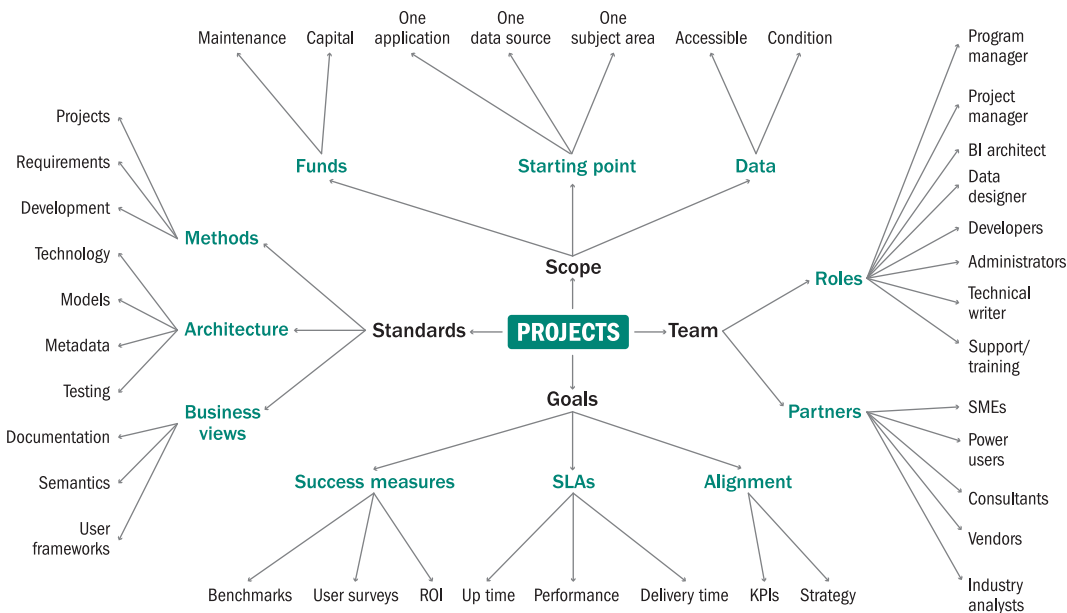 Maintenance
Capital
One
application
One
data source
One
subject area
Accessible
Condition
Funds
Starting point
Data
Scope
Projects
Requirements
Development
Methods
Technology
Models
Metadata
Testing
Architecture
Documentation
Semantics
User
frameworks
Business
views
Standards
PROJECTS
Team
Roles
Program
manager
Project
manager
BI architect
Data
designer
Developers
Administrators
Technical
writer
Support/
training
Partners
SMEs
Power
users
Consultants
Vendors
Industry
analysts
Goals
Success measures
SLAs
Alignment
Benchmarks
User surveys
ROI
Up time
Performance
Delivery time
KPIs
Strategy